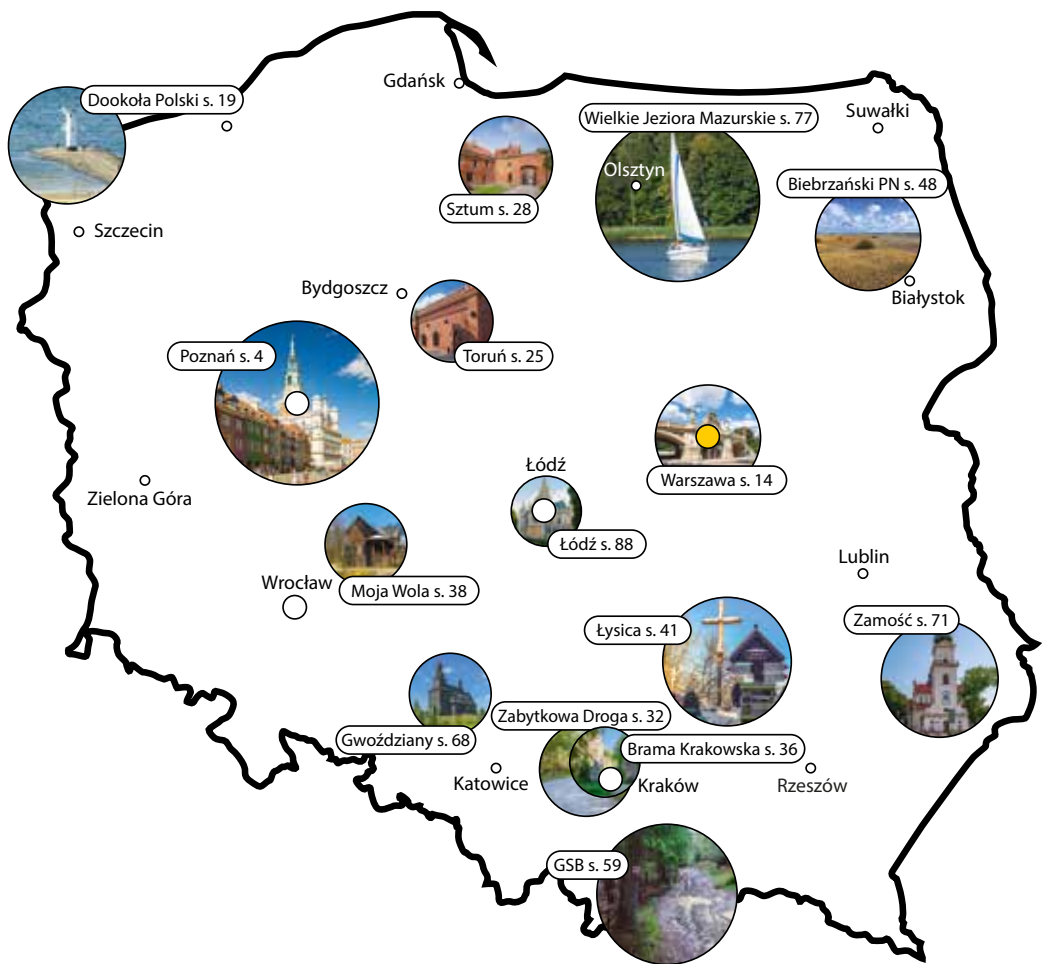 Gdańsk
Dookoła Polski s. 19
Wielkie Jeziora Mazurskie s. 77
Suwałki
Olsztyn
Biebrzański PN s. 48
Sztum s. 28
Szczecin
Bydgoszcz
Białystok
Poznań s. 4
Toruń s. 25
Łódź
Warszawa s. 14
Zielona Góra
Łódź s. 88
Lublin
Wrocław
Moja Wola s. 38
Zamość s. 71
Łysica s. 41
Zabytkowa Droga s. 32
Gwoździany s. 68
Brama Krakowska s. 36
Katowice
Kraków
Rzeszów
GSB s. 59